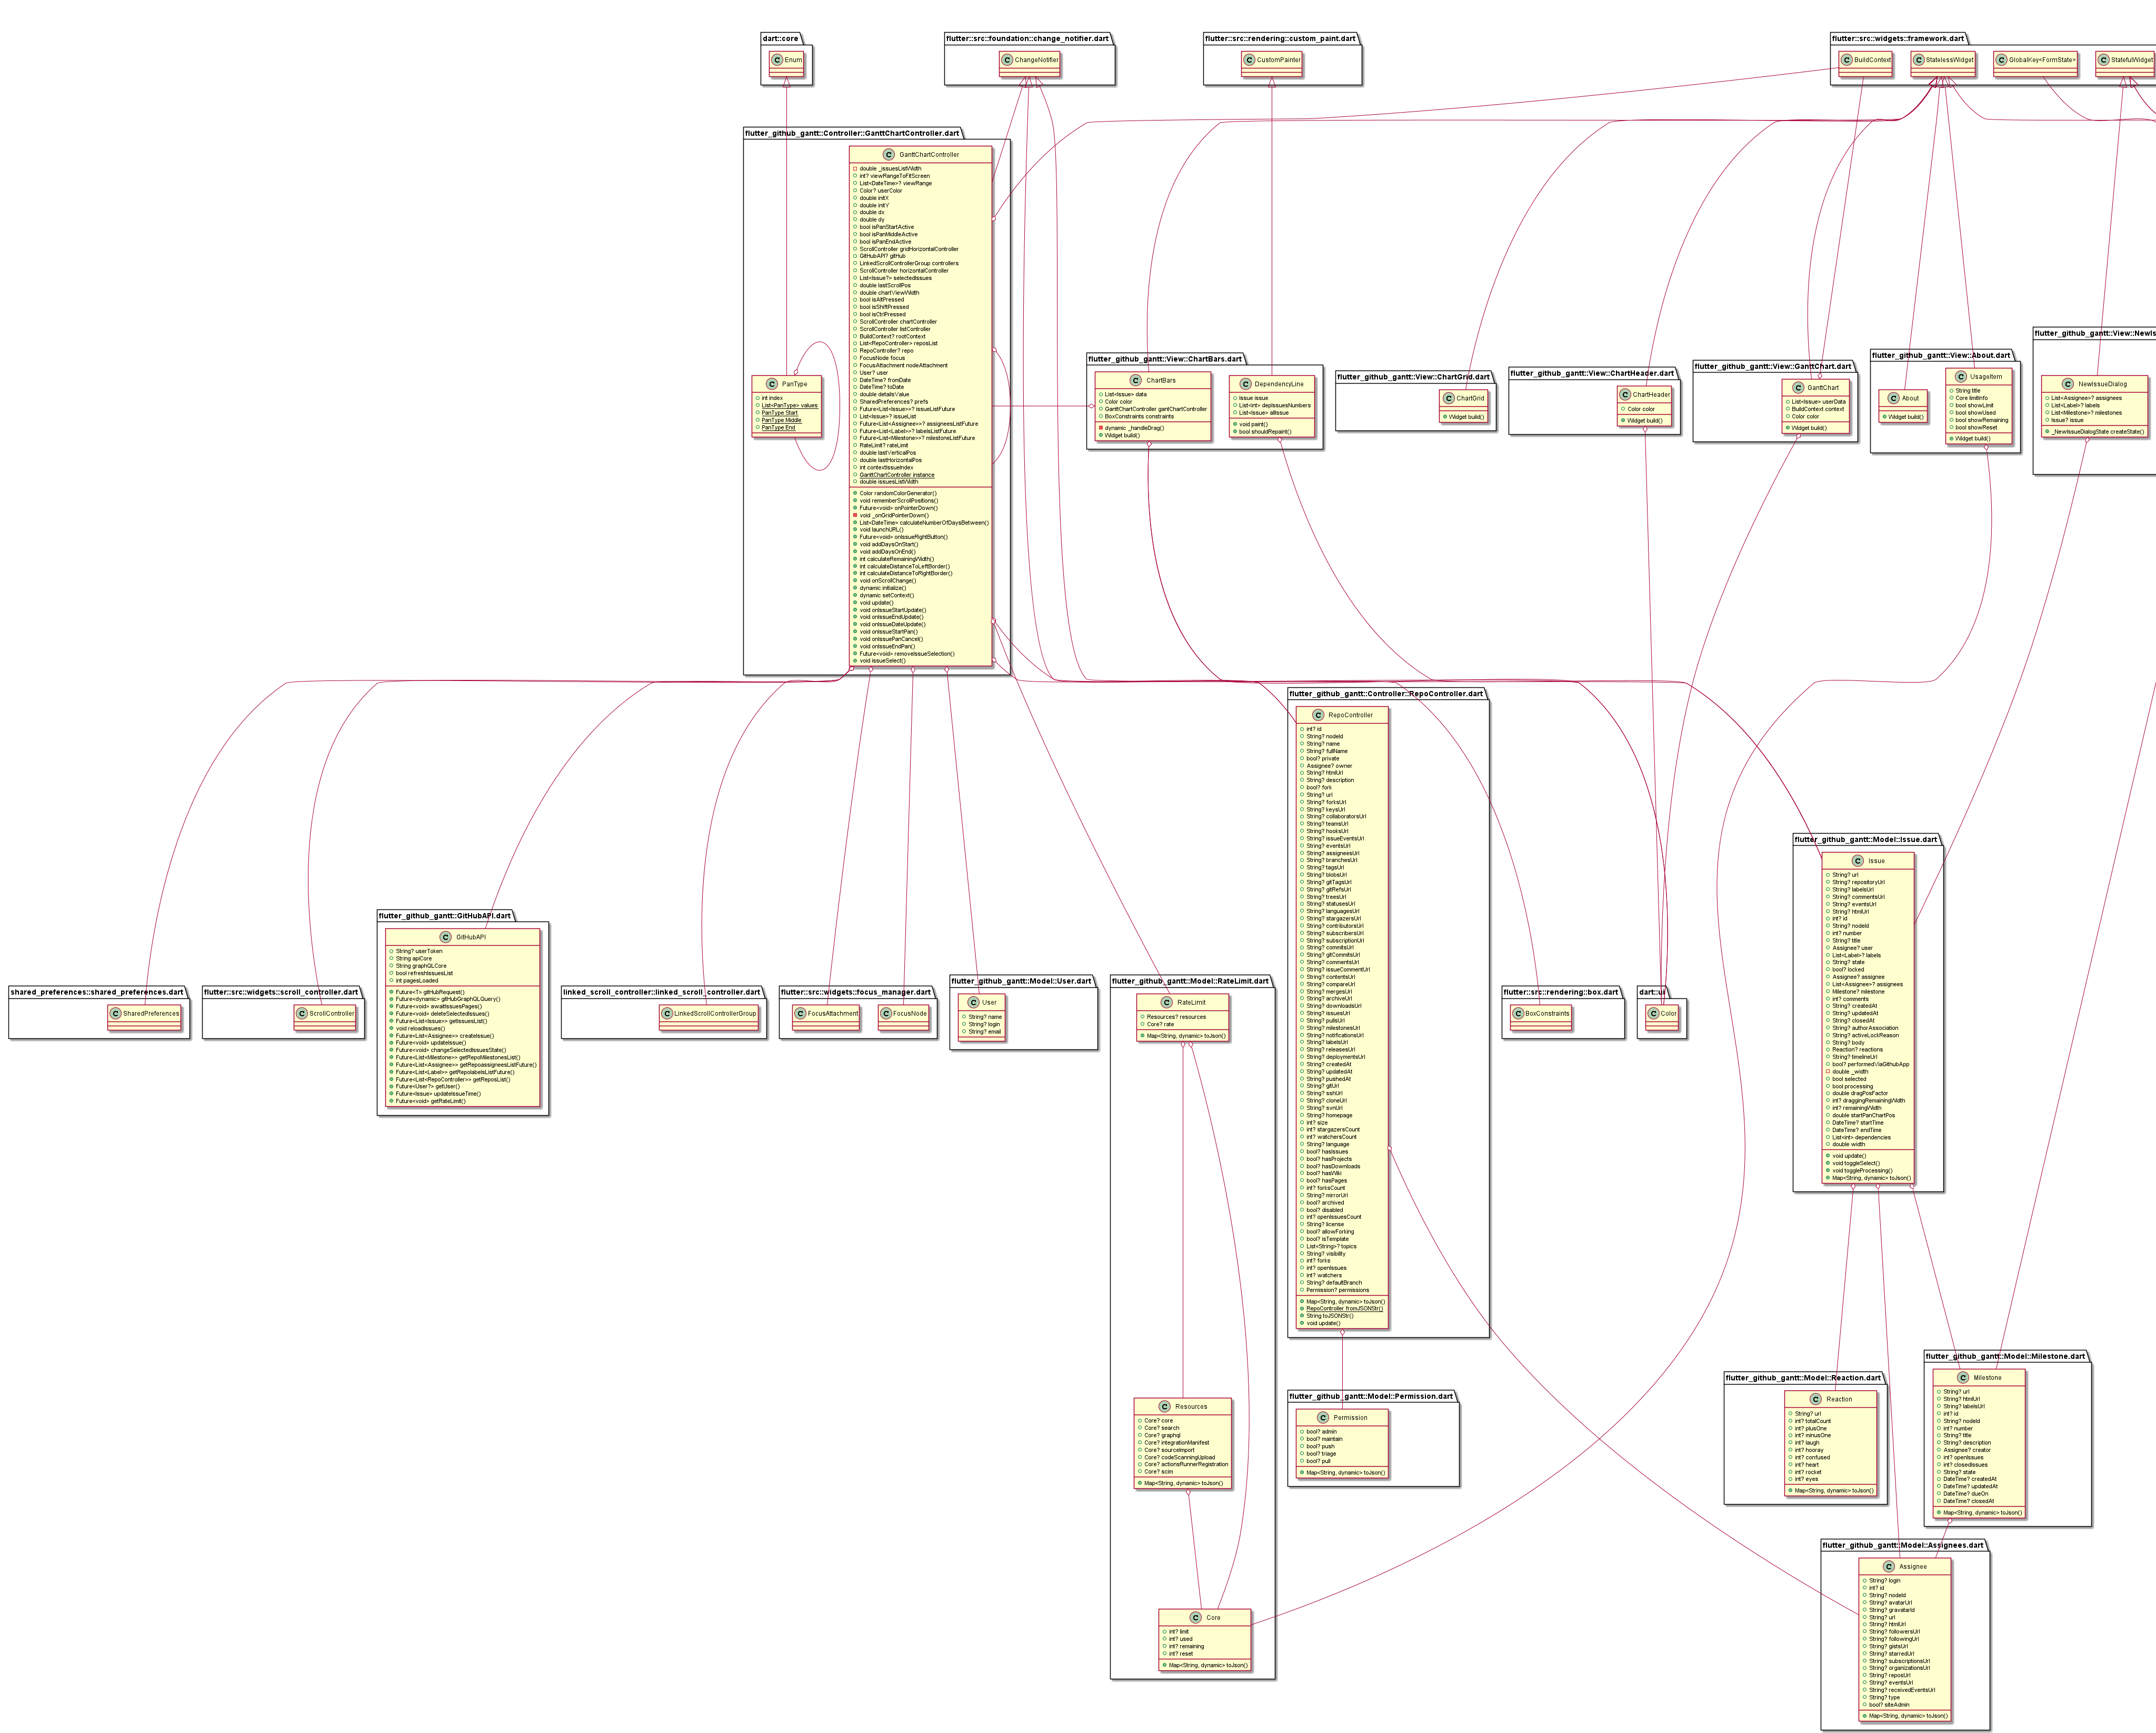 dart::core
Enum
flutter::src::foundation::change_notifier.dart
ChangeNotifier
flutter::src::rendering::custom_paint.dart
CustomPainter
flutter::src::widgets::framework.dart
BuildContext
StatelessWidget
GlobalKey<FormState>
StatefulWidget
flutter_github_gantt::Controller::GanttChartController.dart
GanttChartController
double _issuesListWidth
int? viewRangeToFitScreen
List<DateTime>? viewRange
Color? userColor
double initX
double initY
double dx
double dy
bool isPanStartActive
bool isPanMiddleActive
bool isPanEndActive
ScrollController gridHorizontalController
GitHubAPI? gitHub
LinkedScrollControllerGroup controllers
ScrollController horizontalController
List<Issue?> selectedIssues
double lastScrollPos
double chartViewWidth
bool isAltPressed
bool isShiftPressed
bool isCtrlPressed
ScrollController chartController
ScrollController listController
BuildContext? rootContext
List<RepoController> reposList
RepoController? repo
FocusNode focus
FocusAttachment nodeAttachment
User? user
DateTime? fromDate
DateTime? toDate
double detailsValue
SharedPreferences? prefs
Future<List<Issue>>? issueListFuture
List<Issue>? issueList
Future<List<Assignee>>? assigneesListFuture
Future<List<Label>>? labelsListFuture
Future<List<Milestone>>? milestoneListFuture
RateLimit? rateLimit
double lastVerticalPos
double lastHorizontalPos
int contextIssueIndex
GanttChartController instance
double issuesListWidth
Color randomColorGenerator()
void rememberScrollPositions()
Future<void> onPointerDown()
void _onGridPointerDown()
List<DateTime> calculateNumberOfDaysBetween()
void launchURL()
Future<void> onIssueRightButton()
void addDaysOnStart()
void addDaysOnEnd()
int calculateRemainingWidth()
int calculateDistanceToLeftBorder()
int calculateDistanceToRightBorder()
void onScrollChange()
dynamic initialize()
dynamic setContext()
void update()
void onIssueStartUpdate()
void onIssueEndUpdate()
void onIssueDateUpdate()
void onIssueStartPan()
void onIssuePanCancel()
void onIssueEndPan()
Future<void> removeIssueSelection()
void issueSelect()
PanType
int index
List<PanType> values
PanType Start
PanType Middle
PanType End
flutter_github_gantt::View::ChartBars.dart
ChartBars
List<Issue> data
Color color
GanttChartController gantChartController
BoxConstraints constraints
dynamic _handleDrag()
Widget build()
DependencyLine
Issue issue
List<int> depIssuesNumbers
List<Issue> allIssue
void paint()
bool shouldRepaint()
flutter_github_gantt::View::ChartGrid.dart
ChartGrid
Widget build()
flutter_github_gantt::View::ChartHeader.dart
ChartHeader
Color color
Widget build()
flutter_github_gantt::View::GanttChart.dart
GanttChart
List<Issue> userData
BuildContext context
Color color
Widget build()
flutter_github_gantt::View::About.dart
About
Widget build()
UsageItem
String title
Core limitInfo
bool showLimit
bool showUsed
bool showRemaining
bool showReset
Widget build()
flutter_github_gantt::View::NewIs
NewIssueDialog
List<Assignee>? assignees
List<Label>? labels
List<Milestone>? milestones
Issue? issue
_NewIssueDialogState createState()
shared_preferences::shared_preferences.dart
SharedPreferences
flutter::src::widgets::scroll_controller.dart
ScrollController
flutter_github_gantt::GitHubAPI.dart
GitHubAPI
String? userToken
String apiCore
String graphQLCore
bool refreshIssuesList
int pagesLoaded
Future<T> gitHubRequest()
Future<dynamic> gitHubGraphQLQuery()
Future<void> awaitIssuesPages()
Future<void> deleteSelectedIssues()
Future<List<Issue>> getIssuesList()
void reloadIssues()
Future<List<Assignee>> createIssue()
Future<void> updateIssue()
Future<void> changeSelectedIssuesState()
Future<List<Milestone>> getRepoMilestonesList()
Future<List<Assignee>> getRepoassigneesListFuture()
Future<List<Label>> getRepolabelsListFuture()
Future<List<RepoController>> getReposList()
Future<User?> getUser()
Future<Issue> updateIssueTime()
Future<void> getRateLimit()
linked_scroll_controller::linked_scroll_controller.dart
LinkedScrollControllerGroup
flutter::src::widgets::focus_manager.dart
FocusAttachment
FocusNode
flutter_github_gantt::Model::User.dart
User
String? name
String? login
String? email
flutter_github_gantt::Model::RateLimit.dart
RateLimit
Resources? resources
Core? rate
Map<String, dynamic> toJson()
Resources
Core? core
Core? search
Core? graphql
Core? integrationManifest
Core? sourceImport
Core? codeScanningUpload
Core? actionsRunnerRegistration
Core? scim
Map<String, dynamic> toJson()
Core
int? limit
int? used
int? remaining
int? reset
Map<String, dynamic> toJson()
flutter_github_gantt::Controller::RepoController.dart
RepoController
int? id
String? nodeId
String? name
String? fullName
bool? private
Assignee? owner
String? htmlUrl
String? description
bool? fork
String? url
String? forksUrl
String? keysUrl
String? collaboratorsUrl
String? teamsUrl
String? hooksUrl
String? issueEventsUrl
String? eventsUrl
String? assigneesUrl
String? branchesUrl
String? tagsUrl
String? blobsUrl
String? gitTagsUrl
String? gitRefsUrl
String? treesUrl
String? statusesUrl
String? languagesUrl
String? stargazersUrl
String? contributorsUrl
String? subscribersUrl
String? subscriptionUrl
String? commitsUrl
String? gitCommitsUrl
String? commentsUrl
String? issueCommentUrl
String? contentsUrl
String? compareUrl
String? mergesUrl
String? archiveUrl
String? downloadsUrl
String? issuesUrl
String? pullsUrl
String? milestonesUrl
String? notificationsUrl
String? labelsUrl
String? releasesUrl
String? deploymentsUrl
String? createdAt
String? updatedAt
String? pushedAt
String? gitUrl
String? sshUrl
String? cloneUrl
String? svnUrl
String? homepage
int? size
int? stargazersCount
int? watchersCount
String? language
bool? hasIssues
bool? hasProjects
bool? hasDownloads
bool? hasWiki
bool? hasPages
int? forksCount
String? mirrorUrl
bool? archived
bool? disabled
int? openIssuesCount
String? license
bool? allowForking
bool? isTemplate
List<String>? topics
String? visibility
int? forks
int? openIssues
int? watchers
String? defaultBranch
Permission? permissions
Map<String, dynamic> toJson()
RepoController fromJSONStr()
String toJSONStr()
void update()
flutter_github_gantt::Model::Permission.dart
Permission
bool? admin
bool? maintain
bool? push
bool? triage
bool? pull
Map<String, dynamic> toJson()
flutter::src::rendering::box.dart
BoxConstraints
dart::ui
Color
flutter_github_gantt::Model::Issue.dart
Issue
String? url
String? repositoryUrl
String? labelsUrl
String? commentsUrl
String? eventsUrl
String? htmlUrl
int? id
String? nodeId
int? number
String? title
Assignee? user
List<Label>? labels
String? state
bool? locked
Assignee? assignee
List<Assignee>? assignees
Milestone? milestone
int? comments
String? createdAt
String? updatedAt
String? closedAt
String? authorAssociation
String? activeLockReason
String? body
Reaction? reactions
String? timelineUrl
bool? performedViaGithubApp
double _width
bool selected
bool processing
double dragPosFactor
int? draggingRemainingWidth
int? remainingWidth
double startPanChartPos
DateTime? startTime
DateTime? endTime
List<int> dependencies
double width
void update()
void toggleSelect()
void toggleProcessing()
Map<String, dynamic> toJson()
flutter_github_gantt::Model::Reaction.dart
Reaction
String? url
int? totalCount
int? plusOne
int? minusOne
int? laugh
int? hooray
int? confused
int? heart
int? rocket
int? eyes
Map<String, dynamic> toJson()
flutter_github_gantt::Model::Milestone.dart
Milestone
String? url
String? htmlUrl
String? labelsUrl
int? id
String? nodeId
int? number
String? title
String? description
Assignee? creator
int? openIssues
int? closedIssues
String? state
DateTime? createdAt
DateTime? updatedAt
DateTime? dueOn
DateTime? closedAt
Map<String, dynamic> toJson()
flutter_github_gantt::Model::Assignees.dart
Assignee
String? login
int? id
String? nodeId
String? avatarUrl
String? gravatarId
String? url
String? htmlUrl
String? followersUrl
String? followingUrl
String? gistsUrl
String? starredUrl
String? subscriptionsUrl
String? organizationsUrl
String? reposUrl
String? eventsUrl
String? receivedEventsUrl
String? type
bool? siteAdmin
Map<String, dynamic> toJson()